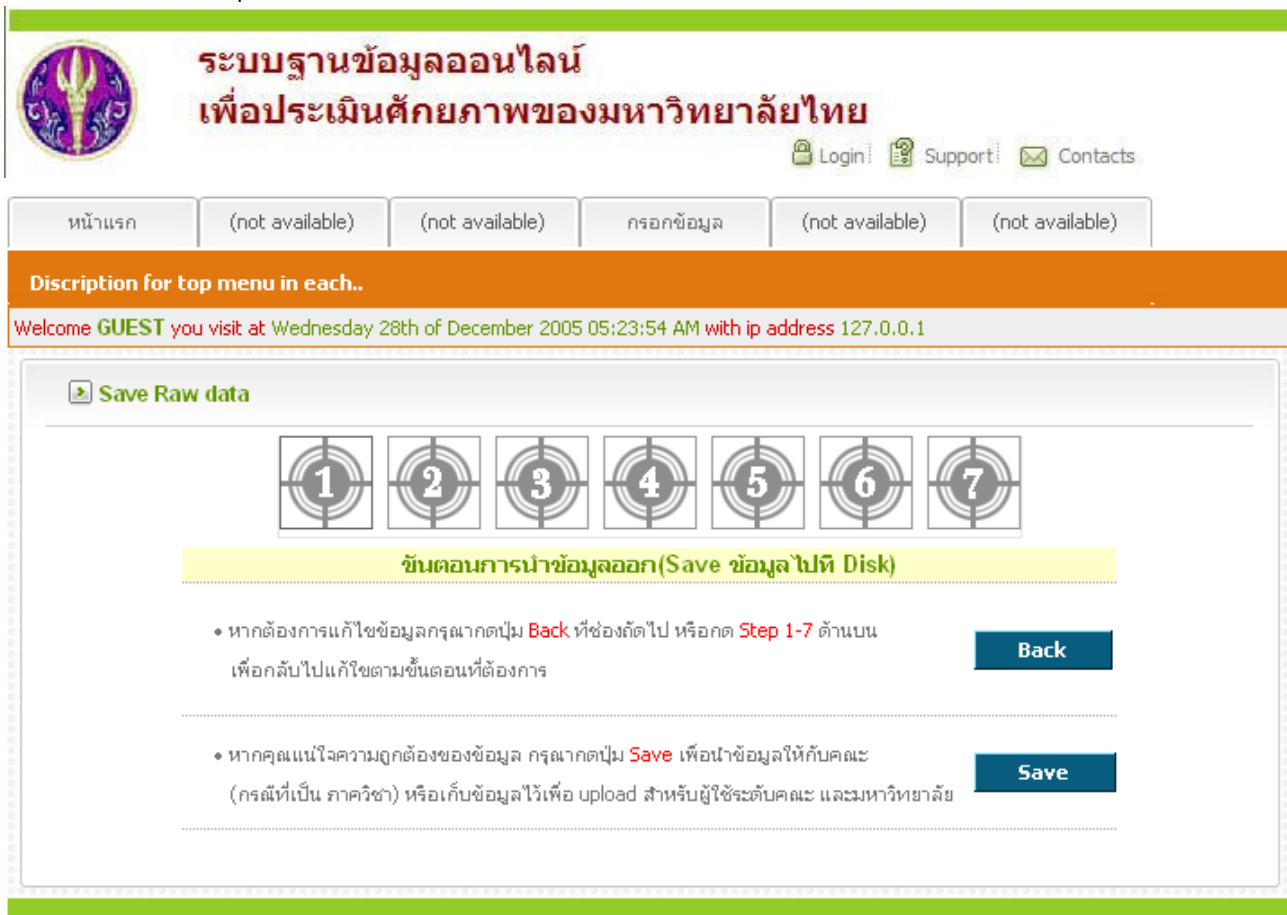 ระบบฐานข้อมูลออนไลน์
เพื่อประเมินศักยภาพของมหาวิทยาลัยไทย
Login Support Contacts
หน้าแรก (not available) (not available) กรอกข้อมูล (not available) (not available)
Discription for top menu in each..
Welcome GUEST you visit at Wednesday 28th of December 2005 05:23:54 AM with ip address 127.0.0.1
Save Raw data
1 2 3 4 5 6 7
ขั้นตอนการนำข้อมูลออก(Save ข้อมูลไปที่ Disk)
• หากต้องการแก้ไขข้อมูลกรุณากดปุ่ม Back ที่ช่องถัดไป หรือกด Step 1-7 ด้านบน
เพื่อกลับไปแก้ใขตามขั้นตอนที่ต้องการ
Back
• หากคุณแน่ใจความถูกต้องของข้อมูล กรุณากดปุ่ม Save เพื่อนำข้อมูลให้กับคณะ
(กรณีที่เป็น ภาควิชา) หรือเก็บข้อมูลไว้เพื่อ upload สำหรับผู้ใช้ระดับคณะ และมหาวิทยาลัย
Save